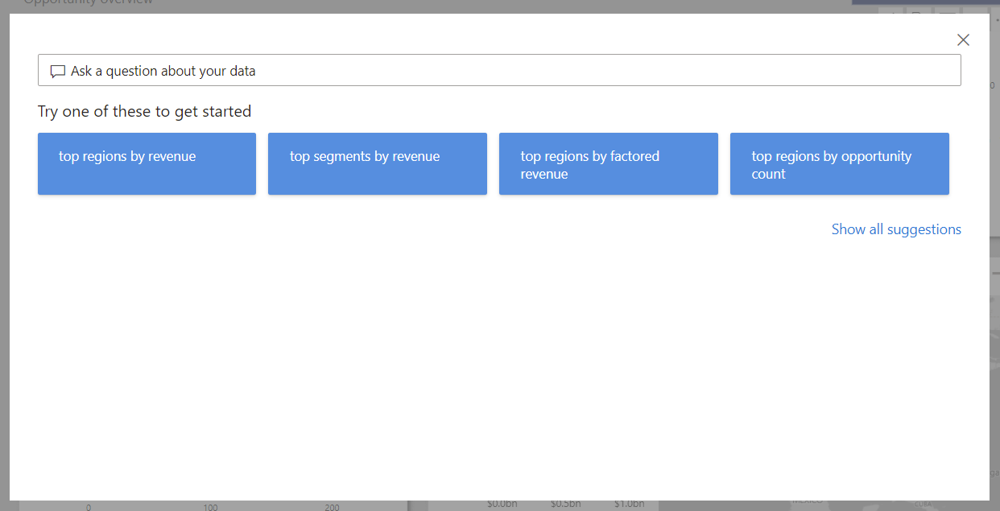 Opportunity overview
Ask a question about your data
Try one of these to get started
top regions by revenue
top segments by revenue
top regions by factored
revenue
top regions by opportunity
count
Show all suggestions
0
100
200
$0.0bn
$0.5bn
$1.0bn
MEXICO
CUBA